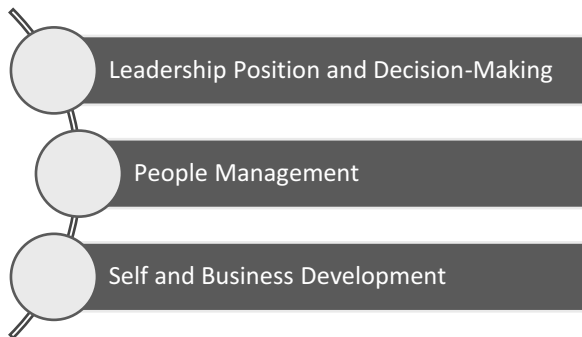 Leadership Position and Decision-Making
People Management
Self and Business Development